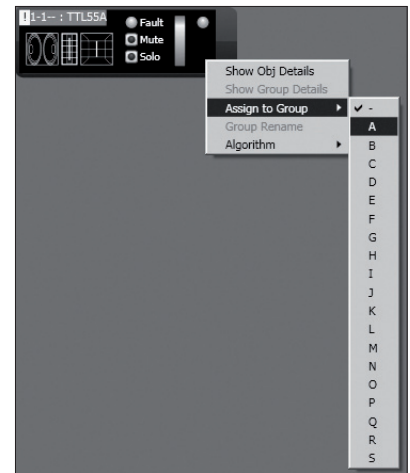 ! 1-1-- : TTL55A
Fault
Mute
Solo
Show Obj Details
Show Group Details
Assign to Group
Group Rename
Algorithm
-
A
B
C
D
E
F
G
H
I
J
K
L
M
N
O
P
Q
R
S